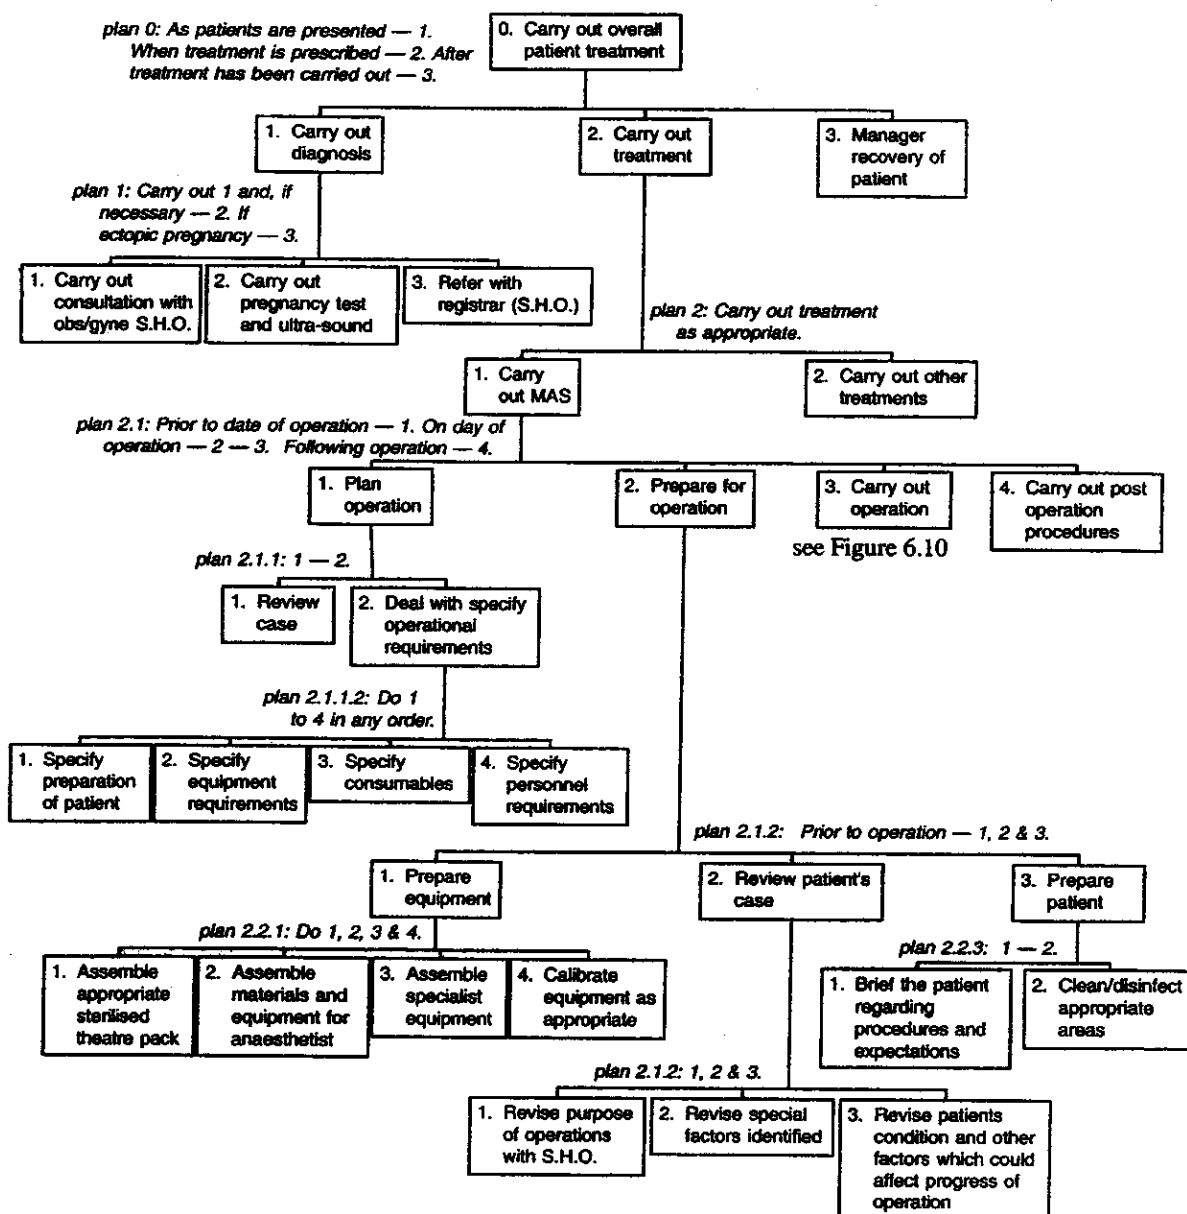 plan 0: As patients are presented — 1.
When treatment is prescribed — 2. After
treatment has been carried out — 3.
0. Carry out overall
patient treatment
1. Carry out
diagnosis
2. Carry out
treatment
3. Manager
recovery of
patient
plan 1: Carry out 1 and, if
necessary — 2. If
ectopic pregnancy — 3.
1. Carry out
consultation with
obs/gyne S.H.O.
2. Carry out
pregnancy test
and ultra-sound
3. Refer with
registrar (S.H.O.)
plan 2: Carry out treatment
as appropriate.
1. Carry
out MAS
2. Carry out other
treatments
plan 2.1: Prior to date of operation — 1. On day of
operation — 2 — 3. Following operation — 4.
1. Plan
operation
2. Prepare for
operation
3. Carry out
operation
4. Carry out post
operation
procedures
see Figure 6.10
plan 2.1.1: 1 — 2.
1. Review
case
2. Deal with specify
operational
requirements
plan 2.1.1.2: Do 1
to 4 in any order.
1. Specify
preparation
of patient
2. Specify
equipment
requirements
3. Specify
consumables
4. Specify
personnel
requirements
plan 2.1.2: Prior to operation — 1, 2 & 3.
1. Prepare
equipment
2. Review patient's
case
3. Prepare
patient
plan 2.2.1: Do 1, 2, 3 & 4.
1. Assemble
appropriate
sterilised
theatre pack
2. Assemble
materials and
equipment for
anaesthetist
3. Assemble
specialist
equipment
4. Calibrate
equipment as
appropriate
plan 2.2.3: 1 — 2.
1. Brief the patient
regarding
procedures and
expectations
2. Clean/disinfect
appropriate
areas
plan 2.1.2: 1, 2 & 3.
1. Revise purpose
of operations
with S.H.O.
2. Revise special
factors identified
3. Revise patients
condition and other
factors which could
affect progress of
operation